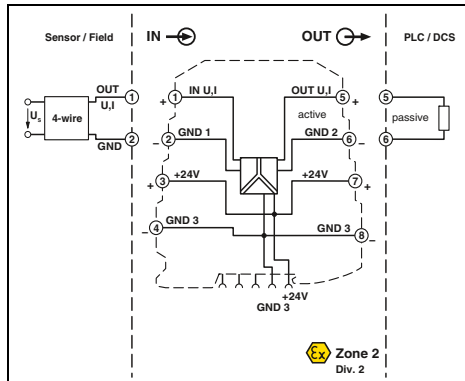 Sensor / Field
IN
OUT
PLC / DCS
OUT
U,I
1
+ 1 IN U,I
OUT U,I 5 +
5
Us
4-wire
active
passive
GND
2
− 2 GND 1
GND 2 6 −
6
+ 3 +24V
+24V 7 +
− 4 GND 3
GND 3 8 −
+24V
GND 3
Ex Zone 2
Div. 2